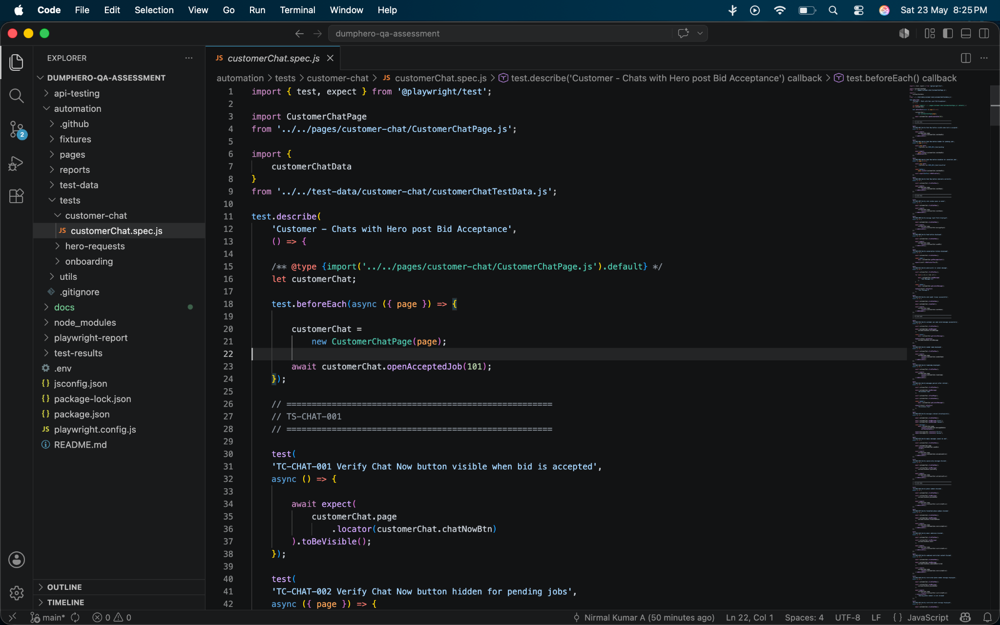 Code File Edit Selection View Go Run Terminal Window Help Sat 23 May 8:25 PM
dumphero-qa-assessment
EXPLORER
DUMPHERO-QA-ASSESSMENT
api-testing
automation
.github
fixtures
pages
reports
test-data
tests
customer-chat
JS customerChat.spec.js
hero-requests
onboarding
utils
.gitignore
docs
node_modules
playwright-report
test-results
.env
{} jsconfig.json
{} package-lock.json
{} package.json
JS playwright.config.js
README.md
OUTLINE
TIMELINE
2
JS customerChat.spec.js
automation > tests > customer-chat > JS customerChat.spec.js > test.describe('Customer - Chats with Hero post Bid Acceptance') callback > test.beforeEach() callback
1 import { test, expect } from '@playwright/test';
2
3 import CustomerChatPage
4 from '../../pages/customer-chat/CustomerChatPage.js';
5
6 import {
7 customerChatData
8 }
9 from '../../test-data/customer-chat/customerChatTestData.js';
10
11 test.describe(
12 'Customer - Chats with Hero post Bid Acceptance',
13 () => {
14
15 /** @type {import('../../pages/customer-chat/CustomerChatPage.js').default} */
16 let customerChat;
17
18 test.beforeEach(async ({ page }) => {
19
20 customerChat =
21 new CustomerChatPage(page);
22
23 await customerChat.openAcceptedJob(101);
24 });
25
26 // =====================================================
27 // TS-CHAT-001
28 // =====================================================
29
30 test(
31 'TC-CHAT-001 Verify Chat Now button visible when bid is accepted',
32 async () => {
33
34 await expect(
35 customerChat.page
36 .locator(customerChat.chatNowBtn)
37 ).toBeVisible();
38 });
39
40 test(
41 'TC-CHAT-002 Verify Chat Now button hidden for pending jobs',
42 async ({ page }) => {
main* 0 0 Nirmal Kumar A (50 minutes ago) Ln 22, Col 1 Spaces: 4 UTF-8 LF {} JavaScript